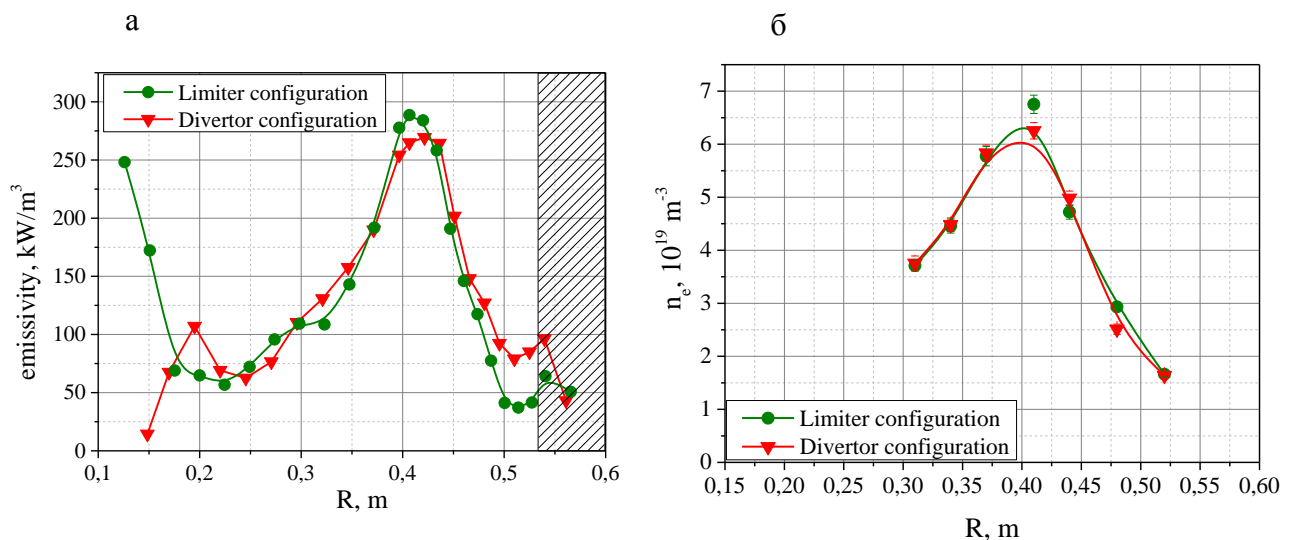 а
б
emissivity, kW/m³
300
250
200
150
100
50
0
Limiter configuration
Divertor configuration
0,1 0,2 0,3 0,4 0,5 0,6
R, m
nₑ, 10¹⁹ m⁻³
7
6
5
4
3
2
1
0
Limiter configuration
Divertor configuration
0,15 0,20 0,25 0,30 0,35 0,40 0,45 0,50 0,55 0,60
R, m